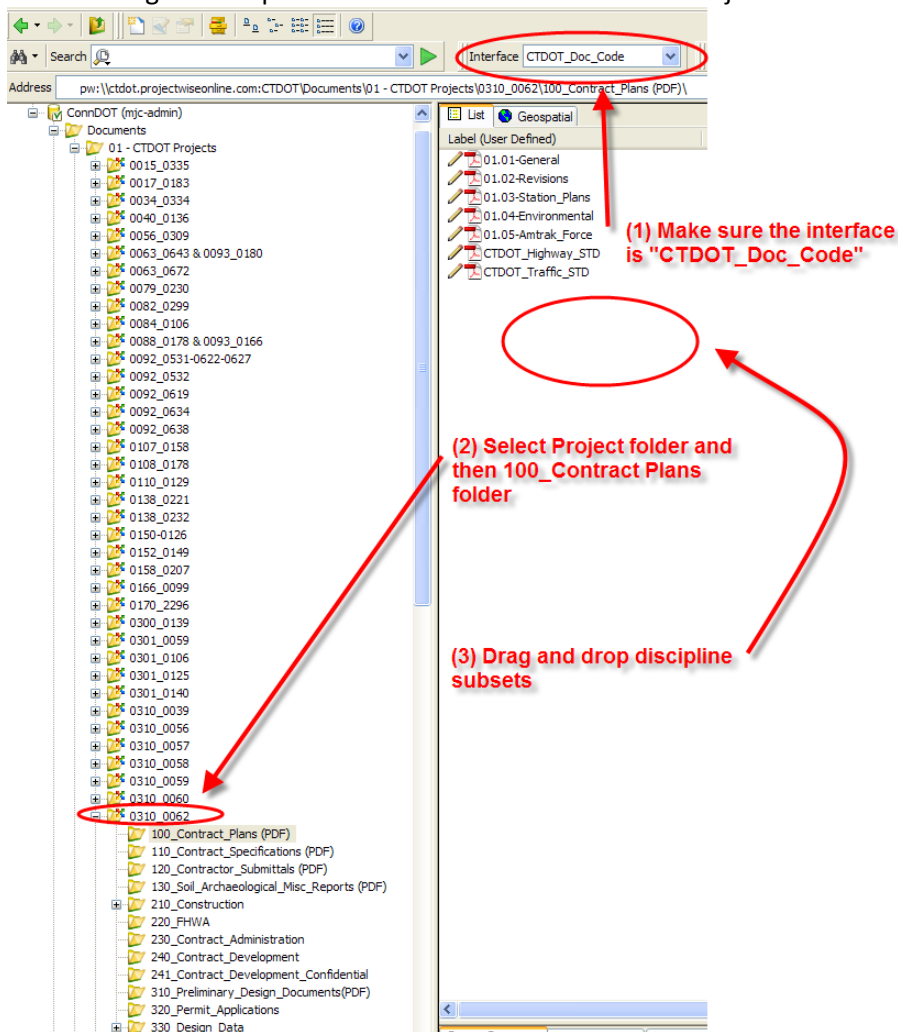 Search
Interface CTDOT_Doc_Code
Address pw:\\ctdot.projectwiseonline.com:CTDOT\Documents\01 - CTDOT Projects\0310_0062\100_Contract_Plans (PDF)\
ConnDOT (mjc-admin)
Documents
01 - CTDOT Projects
0015_0335
0017_0183
0034_0334
0040_0136
0056_0309
0063_0643 & 0093_0180
0063_0672
0079_0230
0082_0299
0084_0106
0088_0178 & 0093_0166
0092_0531-0622-0627
0092_0532
0092_0619
0092_0634
0092_0638
0107_0158
0108_0178
0110_0129
0138_0221
0138_0232
0150-0126
0152_0149
0158_0207
0166_0099
0170_2296
0300_0139
0301_0059
0301_0106
0301_0125
0301_0140
0310_0039
0310_0056
0310_0057
0310_0058
0310_0059
0310_0060
0310_0062
100_Contract_Plans (PDF)
110_Contract_Specifications (PDF)
120_Contractor_Submittals (PDF)
130_Soil_Archaeological_Misc_Reports (PDF)
210_Construction
220_FHWA
230_Contract_Administration
240_Contract_Development
241_Contract_Development_Confidential
310_Preliminary_Design_Documents(PDF)
320_Permit_Applications
330_Design_Data
List Geospatial
Label (User Defined)
01.01-General
01.02-Revisions
01.03-Station_Plans
01.04-Environmental
01.05-Amtrak_Force
CTDOT_Highway_STD
CTDOT_Traffic_STD
(1) Make sure the interface
is "CTDOT_Doc_Code"
(2) Select Project folder and
then 100_Contract Plans
folder
(3) Drag and drop discipline
subsets